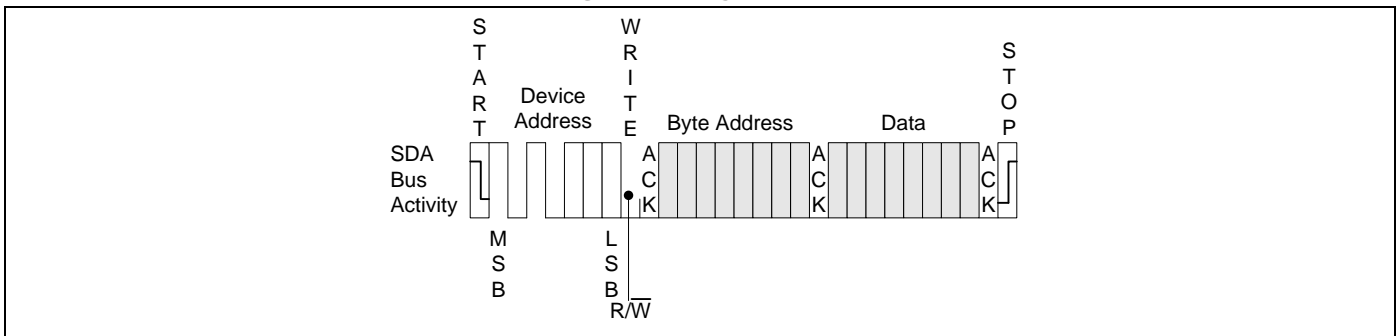 START
WRITE
STOP
Device
Address
Byte Address
Data
SDA
Bus
Activity
ACK
ACK
ACK
MSB
LSB
R/W̅